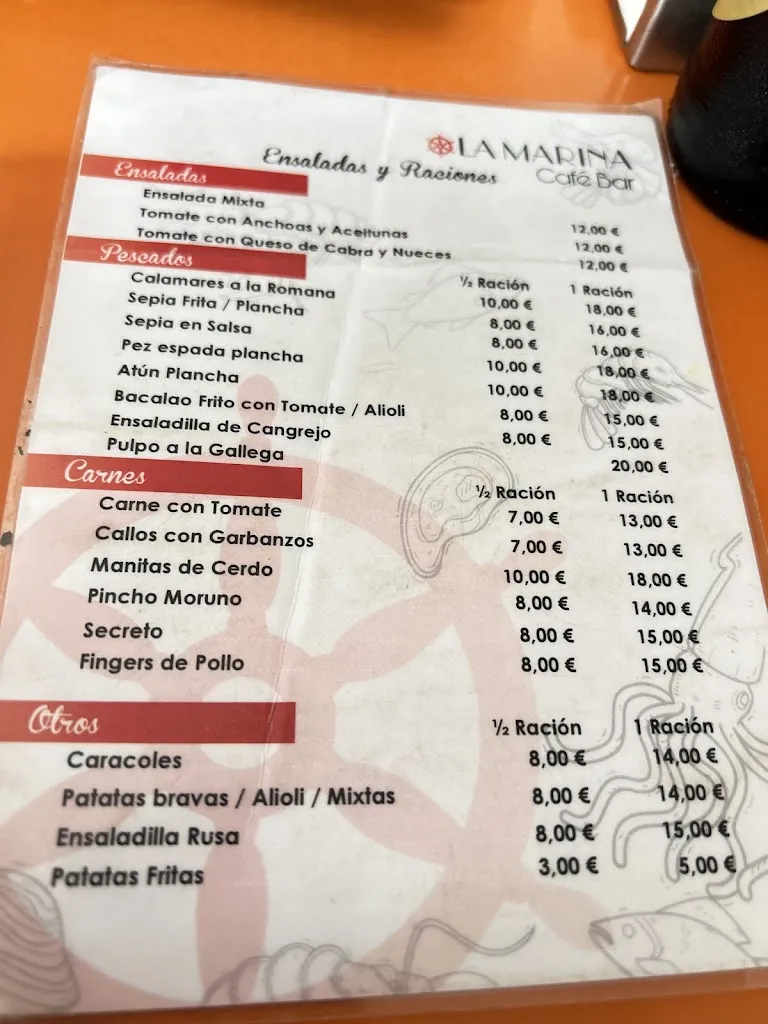 LA MARINA
Café Bar
Ensaladas y Raciones
Ensaladas
Ensalada Mixta 12,00 €
Tomate con Anchoas y Aceitunas 12,00 €
Tomate con Queso de Cabra y Nueces 12,00 €
Pescados ½ Ración 1 Ración
Calamares a la Romana 10,00 € 18,00 €
Sepia Frita / Plancha 8,00 € 16,00 €
Sepia en Salsa 8,00 € 16,00 €
Pez espada plancha 10,00 € 18,00 €
Atún Plancha 10,00 € 18,00 €
Bacalao Frito con Tomate / Alioli 8,00 € 15,00 €
Ensaladilla de Cangrejo 8,00 € 15,00 €
Pulpo a la Gallega 20,00 €
Carnes ½ Ración 1 Ración
Carne con Tomate 7,00 € 13,00 €
Callos con Garbanzos 7,00 € 13,00 €
Manitas de Cerdo 10,00 € 18,00 €
Pincho Moruno 8,00 € 14,00 €
Secreto 8,00 € 15,00 €
Fingers de Pollo 8,00 € 15,00 €
Otros ½ Ración 1 Ración
Caracoles 8,00 € 14,00 €
Patatas bravas / Alioli / Mixtas 8,00 € 14,00 €
Ensaladilla Rusa 8,00 € 15,00 €
Patatas Fritas 3,00 € 5,00 €